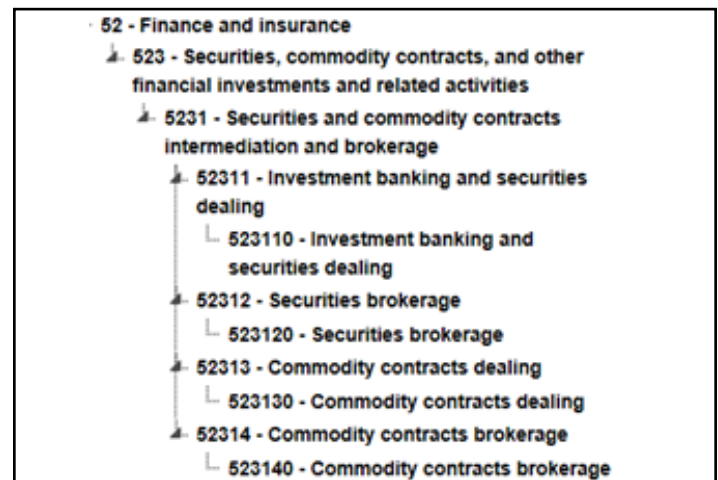 52 - Finance and insurance
523 - Securities, commodity contracts, and other
financial investments and related activities
5231 - Securities and commodity contracts
intermediation and brokerage
52311 - Investment banking and securities
dealing
523110 - Investment banking and
securities dealing
52312 - Securities brokerage
523120 - Securities brokerage
52313 - Commodity contracts dealing
523130 - Commodity contracts dealing
52314 - Commodity contracts brokerage
523140 - Commodity contracts brokerage